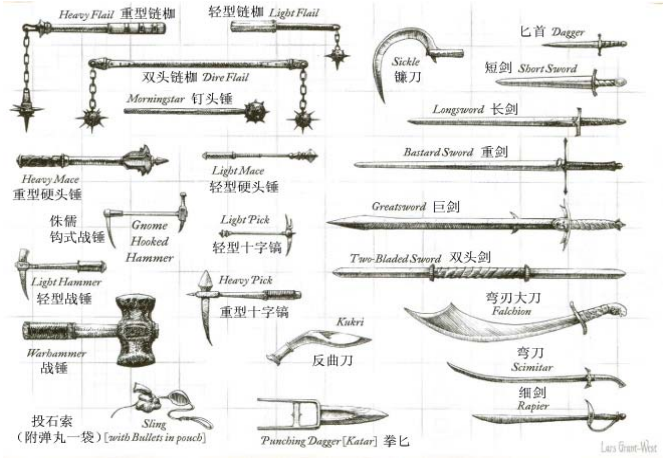 Heavy Flail 重型链枷
轻型链枷 Light Flail
双头链枷 Dire Flail
Morningstar 钉头锤
Sickle
镰刀
匕首 Dagger
短剑 Short Sword
Longsword 长剑
Bastard Sword 重剑
Greatsword 巨剑
Two-Bladed Sword 双头剑
Heavy Mace
重型硬头锤
Light Mace
轻型硬头锤
侏儒
钩式战锤
Gnome
Hooked
Hammer
Light Pick
轻型十字镐
Light Hammer
轻型战锤
Heavy Pick
重型十字镐
Warhammer
战锤
Kukri
反曲刀
弯刃大刀
Falchion
弯刀
Scimitar
细剑
Rapier
投石索
(附弹丸一袋)
Sling
[with Bullets in pouch]
Punching Dagger [Katar] 拳匕
Lars Grant-West